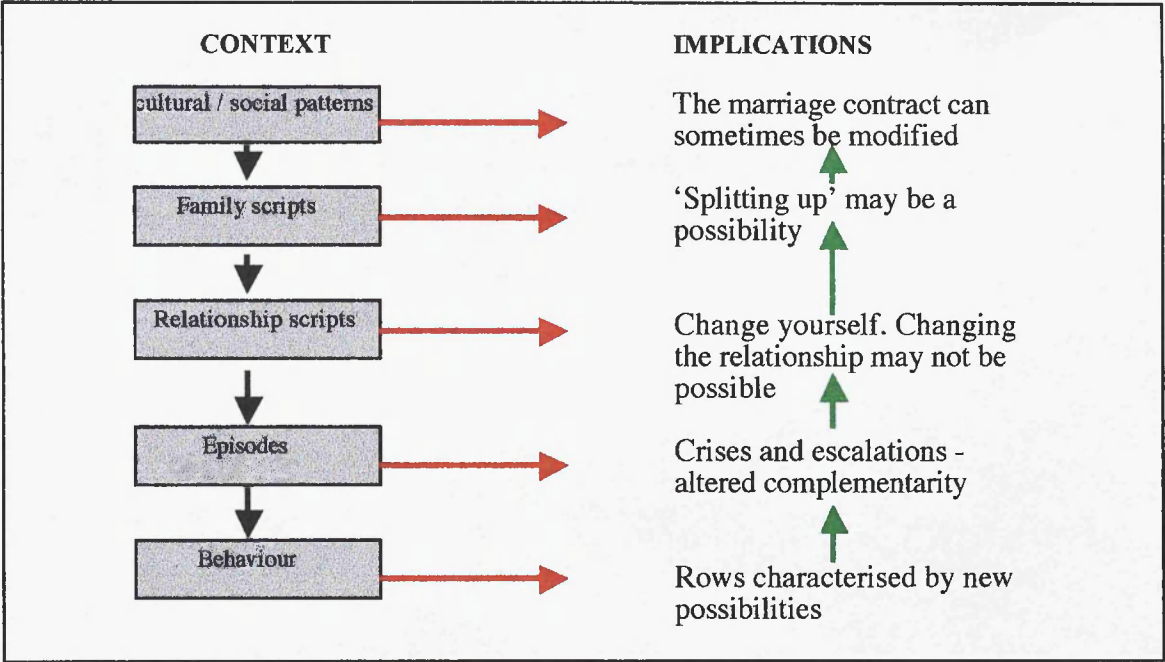 CONTEXT
IMPLICATIONS
cultural / social patterns
The marriage contract can
sometimes be modified
Family scripts
‘Splitting up’ may be a
possibility
Relationship scripts
Change yourself. Changing
the relationship may not be
possible
Episodes
Crises and escalations -
altered complementarity
Behaviour
Rows characterised by new
possibilities